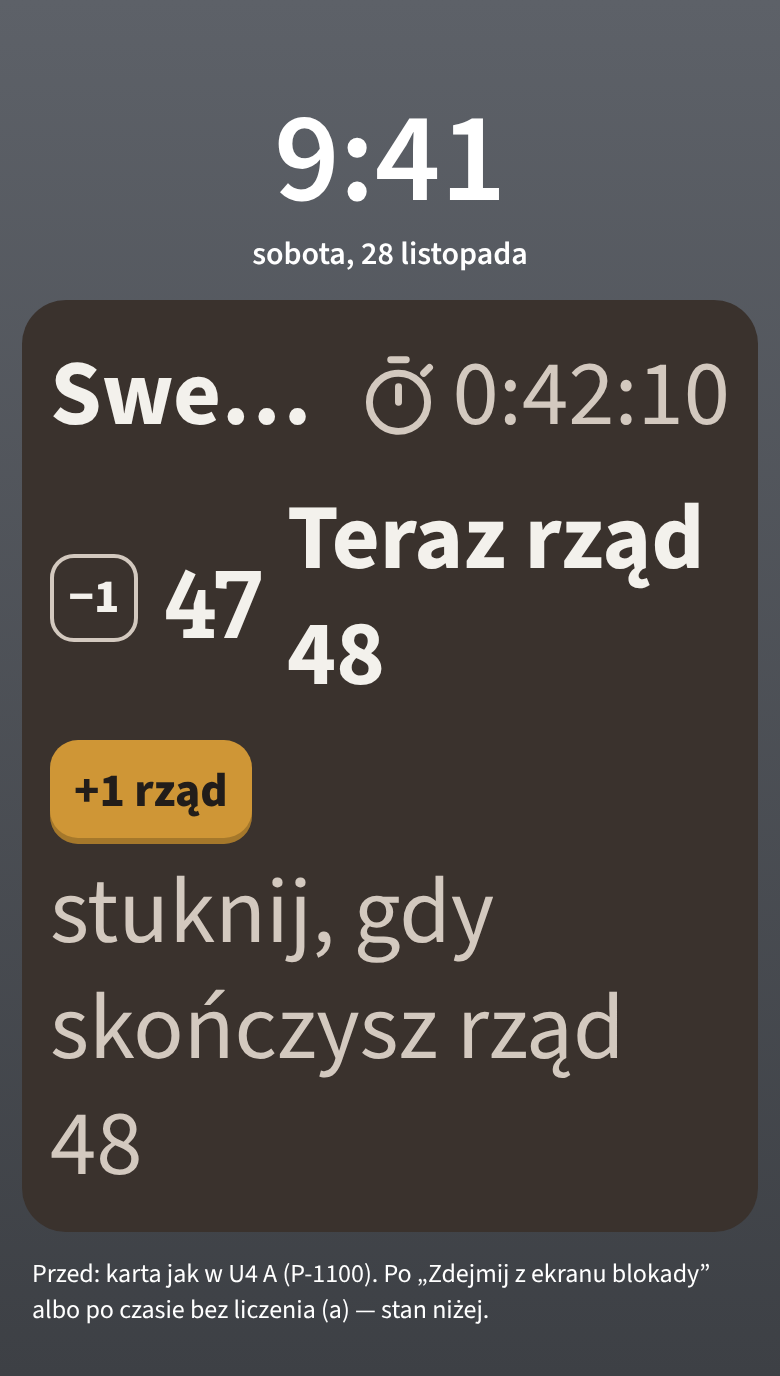 9:41
sobota, 28 listopada
Swe... 0:42:10
−1 47 Teraz rząd
48
+1 rząd
stuknij, gdy
skończysz rząd
48
Przed: karta jak w U4 A (P-1100). Po „Zdejmij z ekranu blokady”
albo po czasie bez liczenia (a) — stan niżej.